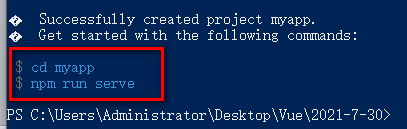 �  Successfully created project myapp.
�  Get started with the following commands:
$ cd myapp
$ npm run serve
PS C:\Users\Administrator\Desktop\Vue\2021-7-30>